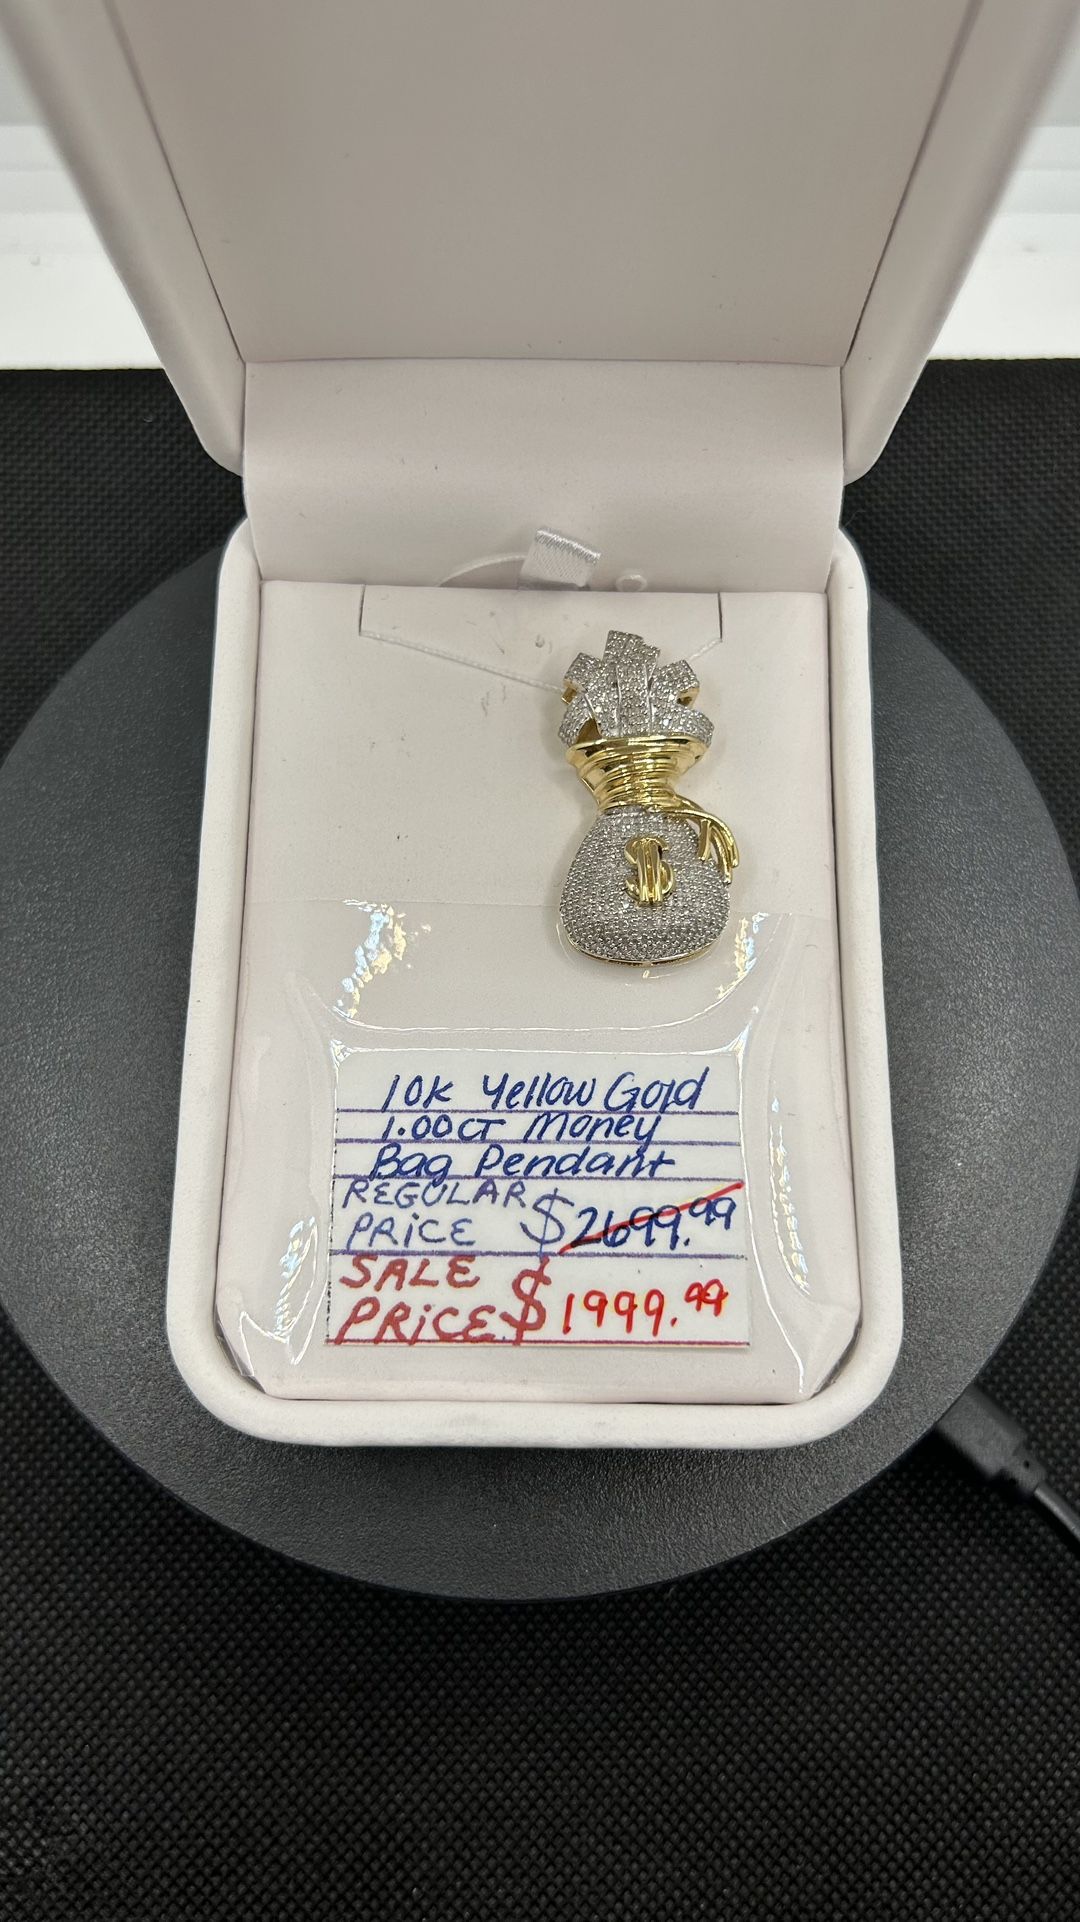 $
10K Yellow Gold
1.00CT Money
Bag Pendant
REGULAR
PRiCE $2699.99
SALE
PRiCE $1999.99